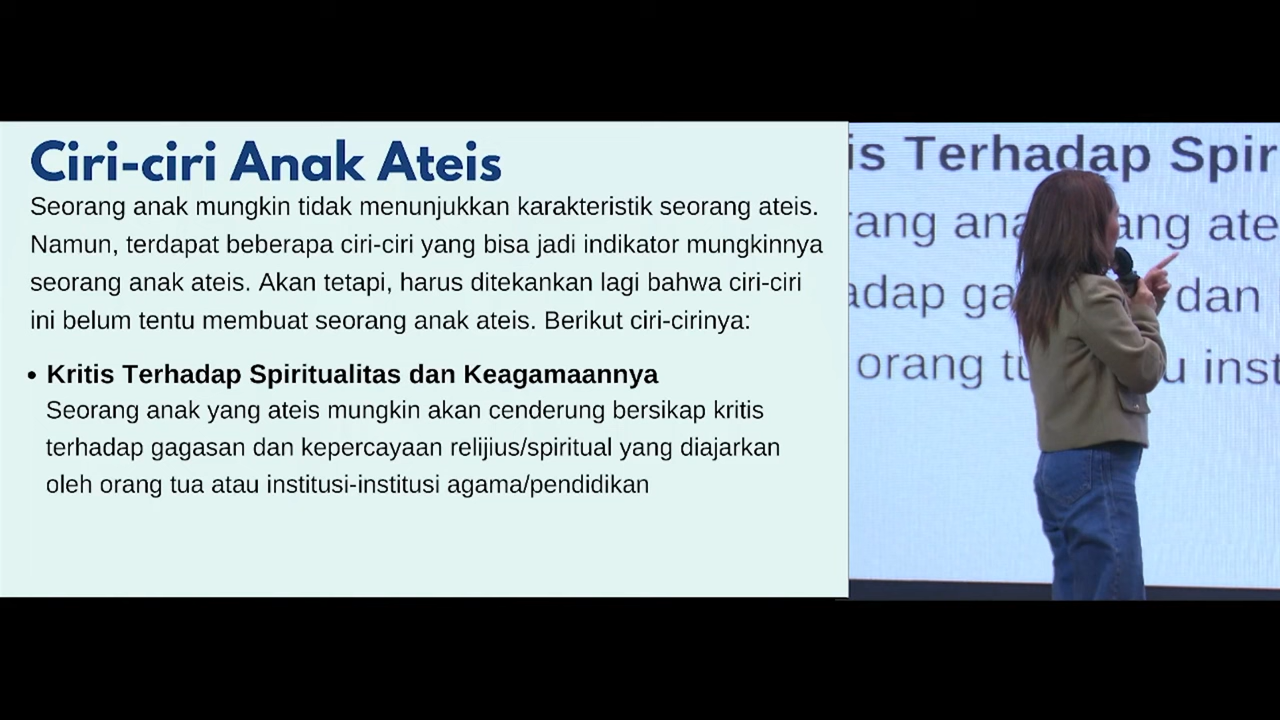 Ciri-ciri Anak Ateis
Seorang anak mungkin tidak menunjukkan karakteristik seorang ateis.
Namun, terdapat beberapa ciri-ciri yang bisa jadi indikator mungkinnya
seorang anak ateis. Akan tetapi, harus ditekankan lagi bahwa ciri-ciri
ini belum tentu membuat seorang anak ateis. Berikut ciri-cirinya:
• Kritis Terhadap Spiritualitas dan Keagamaannya
Seorang anak yang ateis mungkin akan cenderung bersikap kritis
terhadap gagasan dan kepercayaan relijius/spiritual yang diajarkan
oleh orang tua atau institusi-institusi agama/pendidikan
is Terhadap Spir
rang ana ang ate
adap ga dan
orang tu u inst